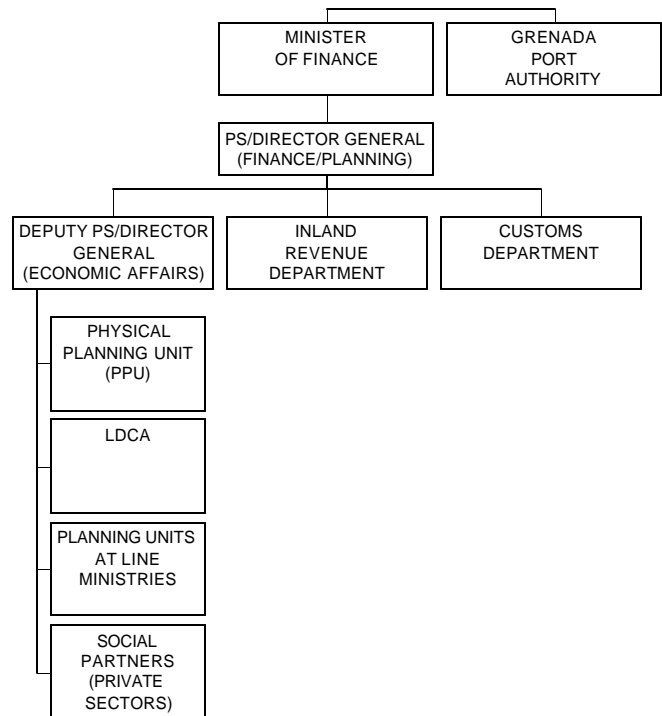 MINISTER
OF FINANCE
GRENADA
PORT
AUTHORITY
PS/DIRECTOR GENERAL
(FINANCE/PLANNING)
DEPUTY PS/DIRECTOR
GENERAL
(ECONOMIC AFFAIRS)
INLAND
REVENUE
DEPARTMENT
CUSTOMS
DEPARTMENT
PHYSICAL
PLANNING UNIT
(PPU)
LDCA
PLANNING UNITS
AT LINE
MINISTRIES
SOCIAL
PARTNERS
(PRIVATE
SECTORS)